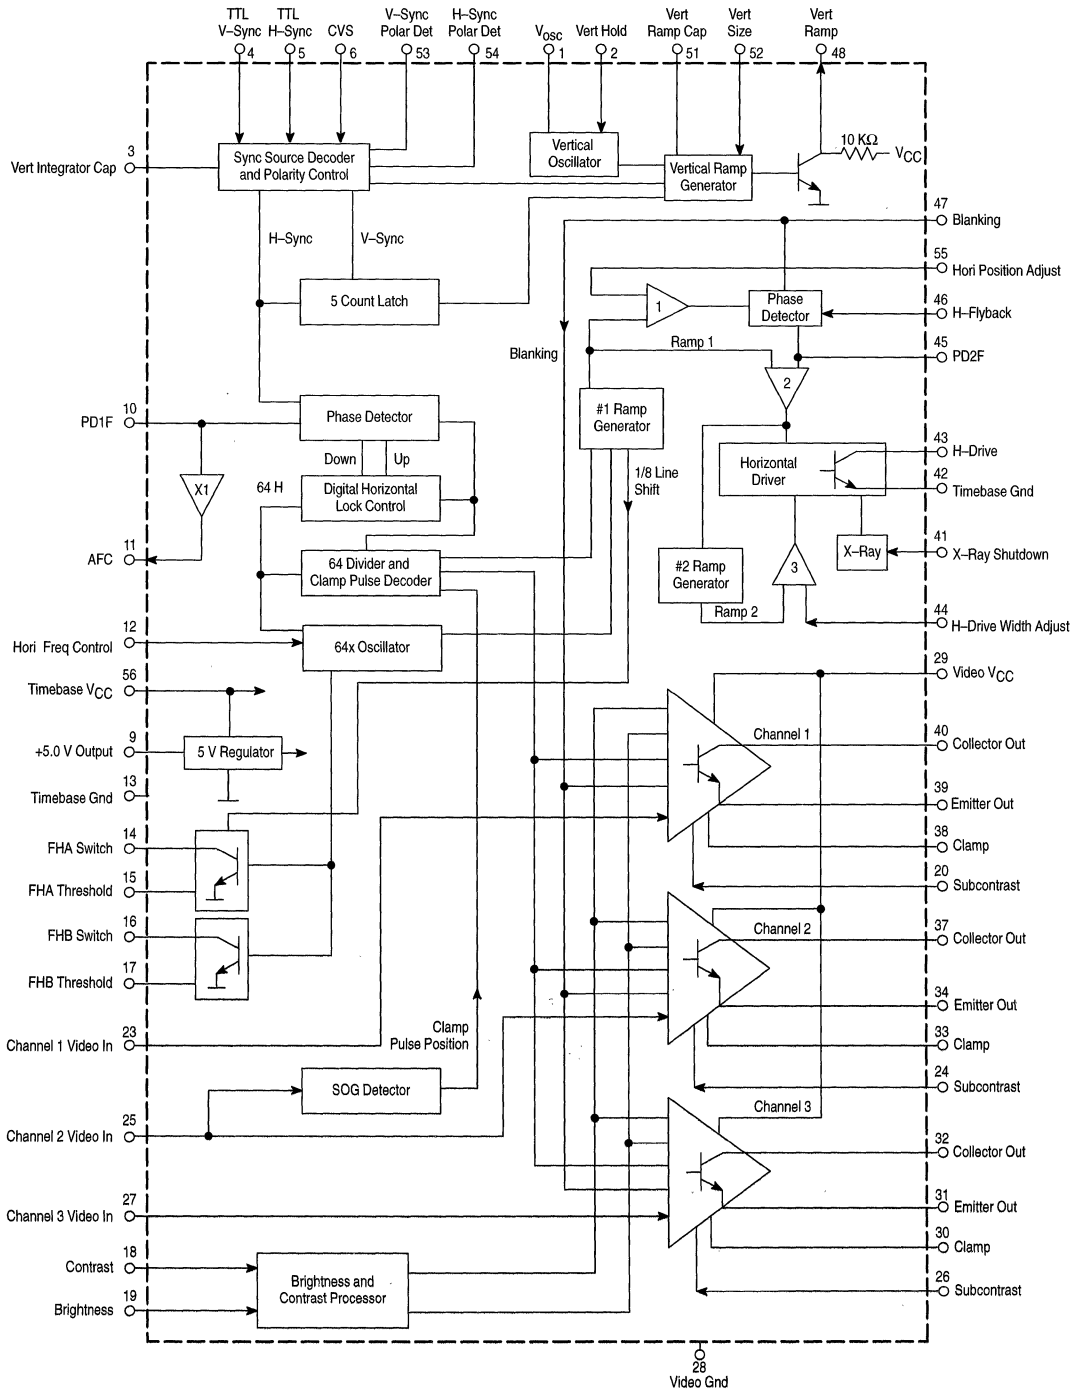 TTL
V–Sync
4
TTL
H–Sync
5
CVS
6
V–Sync
Polar Det
53
H–Sync
Polar Det
54
VOSC
1
Vert Hold
2
Vert
Ramp Cap
51
Vert
Size
52
Vert
Ramp
48
3
Vert Integrator Cap
Sync Source Decoder
and Polarity Control
Vertical
Oscillator
Vertical Ramp
Generator
10 KΩ
VCC
47
Blanking
H–Sync
V–Sync
55
Hori Position Adjust
5 Count Latch
1
Phase
Detector
46
H–Flyback
Blanking
Ramp 1
45
PD2F
2
10
PD1F
Phase Detector
#1 Ramp
Generator
Down
Up
43
H–Drive
Horizontal
Driver
42
Timebase Gnd
X1
64 H
Digital Horizontal
Lock Control
1/8 Line
Shift
11
AFC
64 Divider and
Clamp Pulse Decoder
#2 Ramp
Generator
3
X–Ray
41
X–Ray Shutdown
Ramp 2
44
H–Drive Width Adjust
12
Hori Freq Control
64x Oscillator
56
Timebase VCC
29
Video VCC
9
+5.0 V Output
5 V Regulator
Channel 1
40
Collector Out
13
Timebase Gnd
39
Emitter Out
14
FHA Switch
38
Clamp
15
FHA Threshold
20
Subcontrast
16
FHB Switch
Channel 2
37
Collector Out
17
FHB Threshold
34
Emitter Out
23
Channel 1 Video In
Clamp
Pulse Position
33
Clamp
SOG Detector
24
Subcontrast
25
Channel 2 Video In
Channel 3
32
Collector Out
27
Channel 3 Video In
31
Emitter Out
30
Clamp
18
Contrast
Brightness and
Contrast Processor
26
Subcontrast
19
Brightness
28
Video Gnd